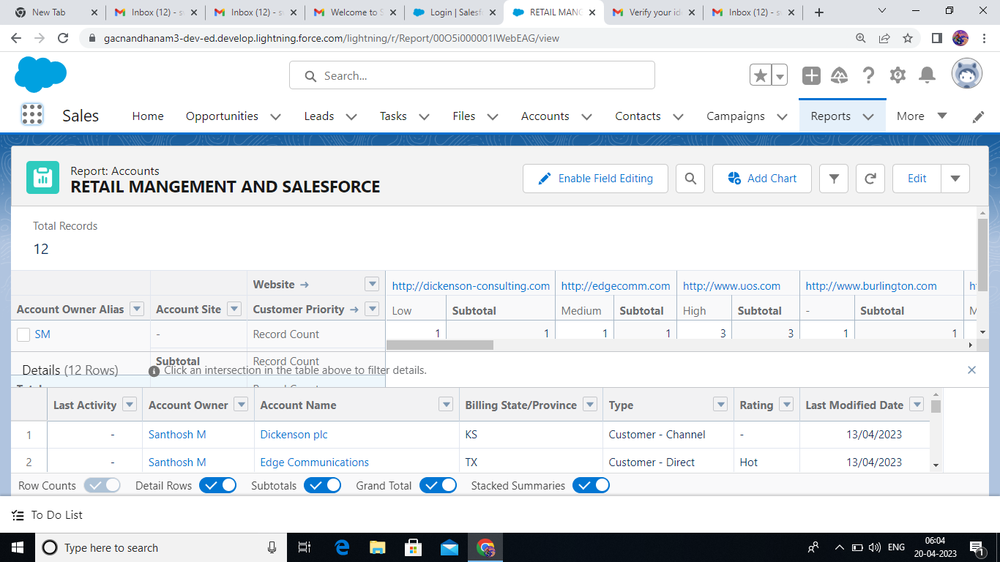 New Tab
Inbox (12) - s
Inbox (12) - s
Welcome to S
Login | Salesf
RETAIL MANG
Verify your id
Inbox (12) - s
gacnandhanam3-dev-ed.develop.lightning.force.com/lightning/r/Report/00O5i000001IWebEAG/view
Search...
Sales Home Opportunities Leads Tasks Files Accounts Contacts Campaigns Reports More
Report: Accounts
RETAIL MANGEMENT AND SALESFORCE
Enable Field Editing Add Chart Edit
Total Records
12
Website → http://dickenson-consulting.com http://edgecomm.com http://www.uos.com http://www.burlington.com
Account Owner Alias Account Site Customer Priority → Low Subtotal Medium Subtotal High Subtotal - Subtotal M
SM - Record Count 1 1 1 1 3 3 1 1
Subtotal Record Count
Details (12 Rows) Click an intersection in the table above to filter details.
Last Activity Account Owner Account Name Billing State/Province Type Rating Last Modified Date
1 - Santhosh M Dickenson plc KS Customer - Channel - 13/04/2023
2 - Santhosh M Edge Communications TX Customer - Direct Hot 13/04/2023
Row Counts Detail Rows Subtotals Grand Total Stacked Summaries
To Do List
Type here to search
ENG
06:04
20-04-2023
1